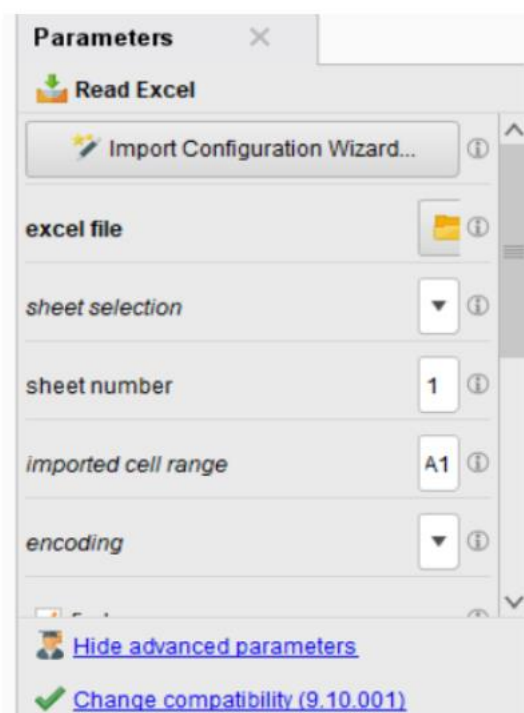 Parameters
Read Excel
Import Configuration Wizard...
excel file
sheet selection
sheet number 1
imported cell range A1
encoding
Hide advanced parameters
Change compatibility (9.10.001)